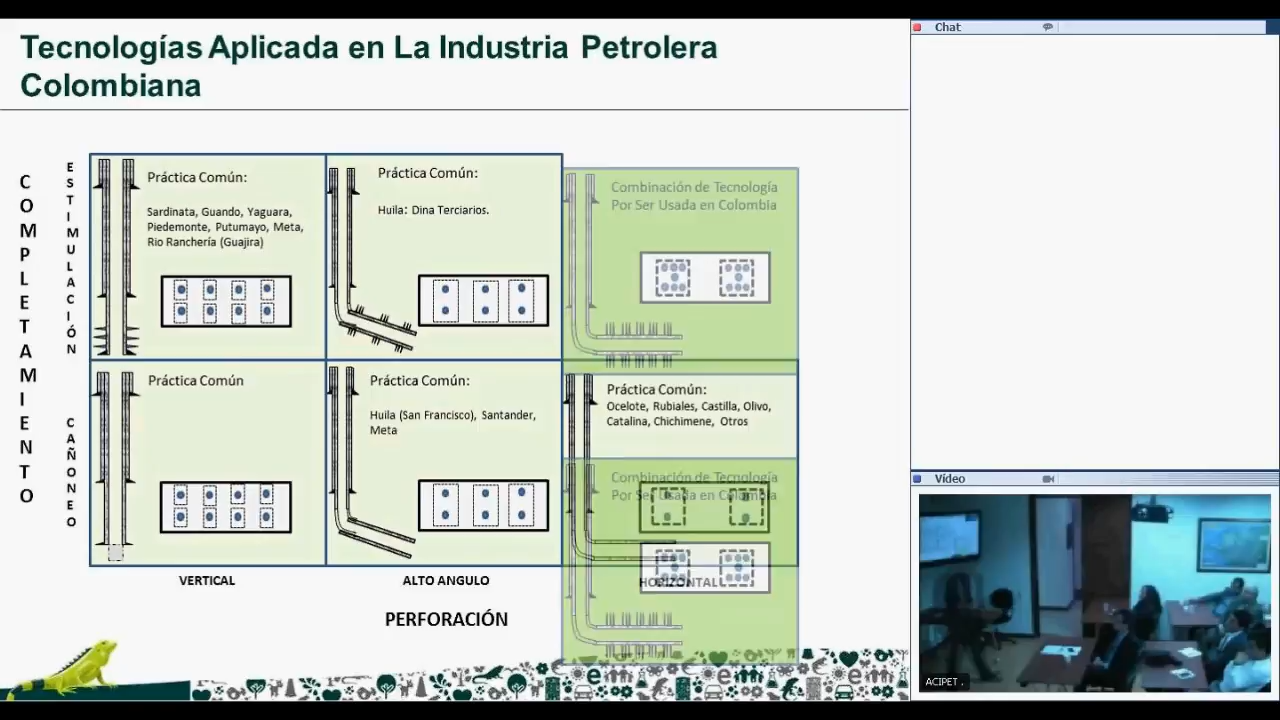 Tecnologías Aplicada en La Industria Petrolera
Colombiana
COMPLETAMIENTO
ESTIMULACIÓN
Práctica Común:
Sardinata, Guando, Yaguara,
Piedemonte, Putumayo, Meta,
Rio Ranchería (Guajira)
Práctica Común:
Huila: Dina Terciarios.
Combinación de Tecnología
Por Ser Usada en Colombia
CAÑONEO
Práctica Común
Práctica Común:
Huila (San Francisco), Santander,
Meta
Práctica Común:
Ocelote, Rubiales, Castilla, Olivo,
Catalina, Chichimene, Otros
Combinación de Tecnología
Por Ser Usada en Colombia
VERTICAL
ALTO ANGULO
HORIZONTAL
PERFORACIÓN
Chat
Vídeo
ACIPET .